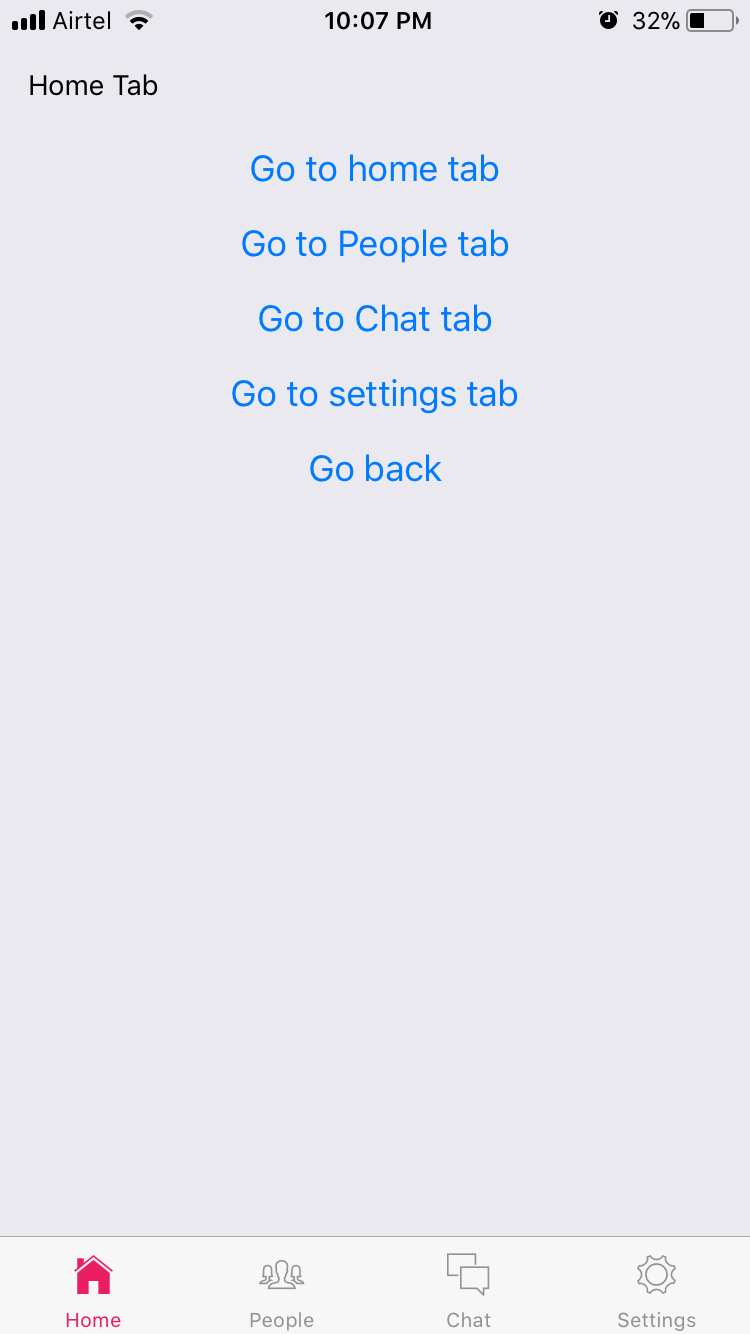 Airtel 10:07 PM 32%
Home Tab
Go to home tab
Go to People tab
Go to Chat tab
Go to settings tab
Go back
Home People Chat Settings